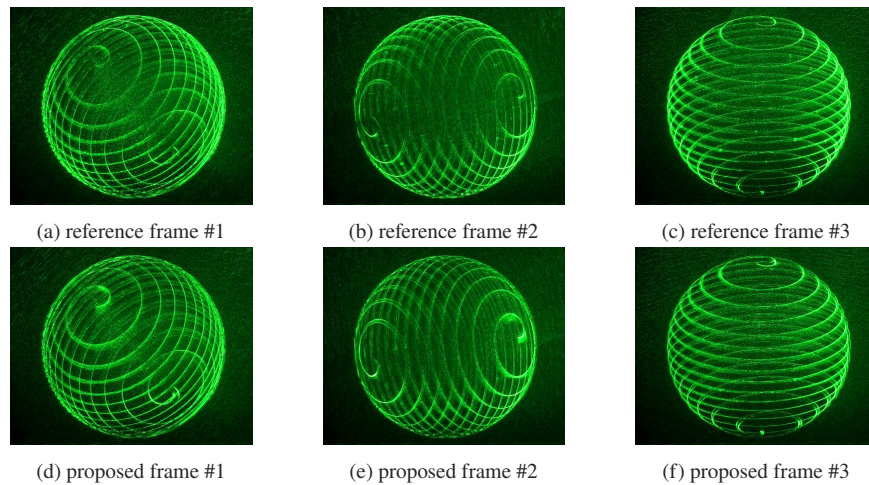 (a) reference frame #1
(b) reference frame #2
(c) reference frame #3
(d) proposed frame #1
(e) proposed frame #2
(f) proposed frame #3